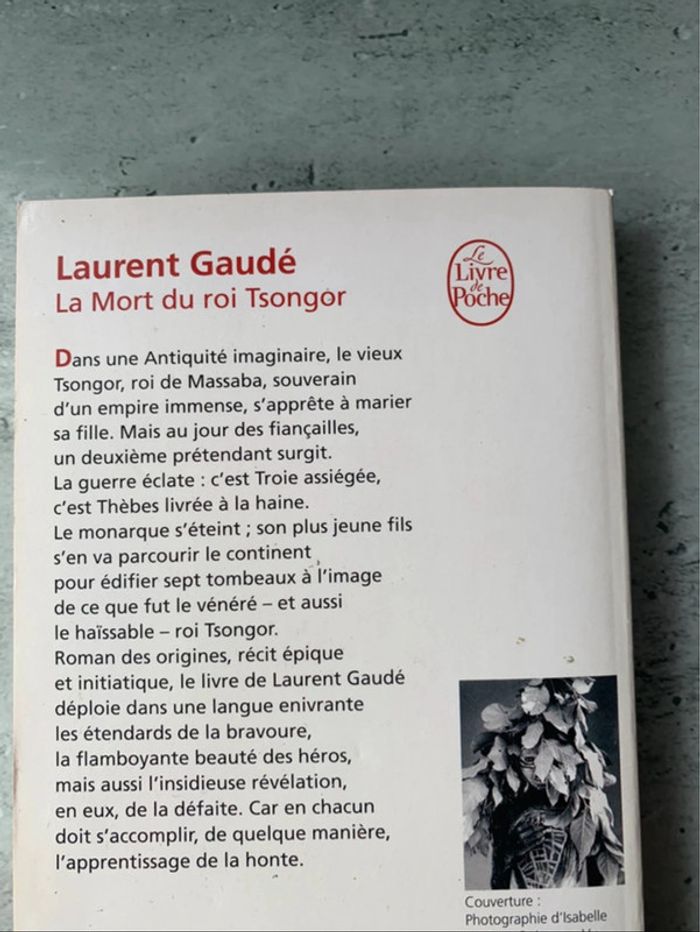 Laurent Gaudé
La Mort du roi Tsongor
Le
Livre
de
Poche
Dans une Antiquité imaginaire, le vieux
Tsongor, roi de Massaba, souverain
d'un empire immense, s'apprête à marier
sa fille. Mais au jour des fiançailles,
un deuxième prétendant surgit.
La guerre éclate : c'est Troie assiégée,
c'est Thèbes livrée à la haine.
Le monarque s'éteint ; son plus jeune fils
s'en va parcourir le continent
pour édifier sept tombeaux à l'image
de ce que fut le vénéré – et aussi
le haïssable – roi Tsongor.
Roman des origines, récit épique
et initiatique, le livre de Laurent Gaudé
déploie dans une langue enivrante
les étendards de la bravoure,
la flamboyante beauté des héros,
mais aussi l'insidieuse révélation,
en eux, de la défaite. Car en chacun
doit s'accomplir, de quelque manière,
l'apprentissage de la honte.
Couverture :
Photographie d'Isabelle